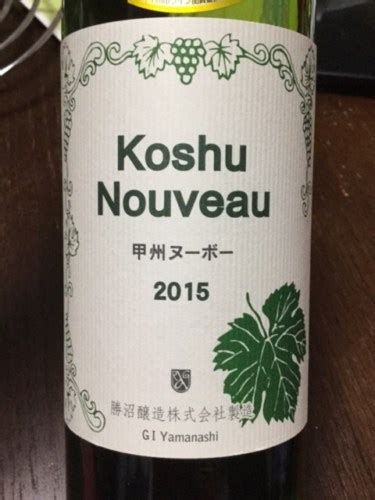 Koshu
Nouveau
甲州ヌーボー
2015
勝沼醸造株式会社製造
GI Yamanashi